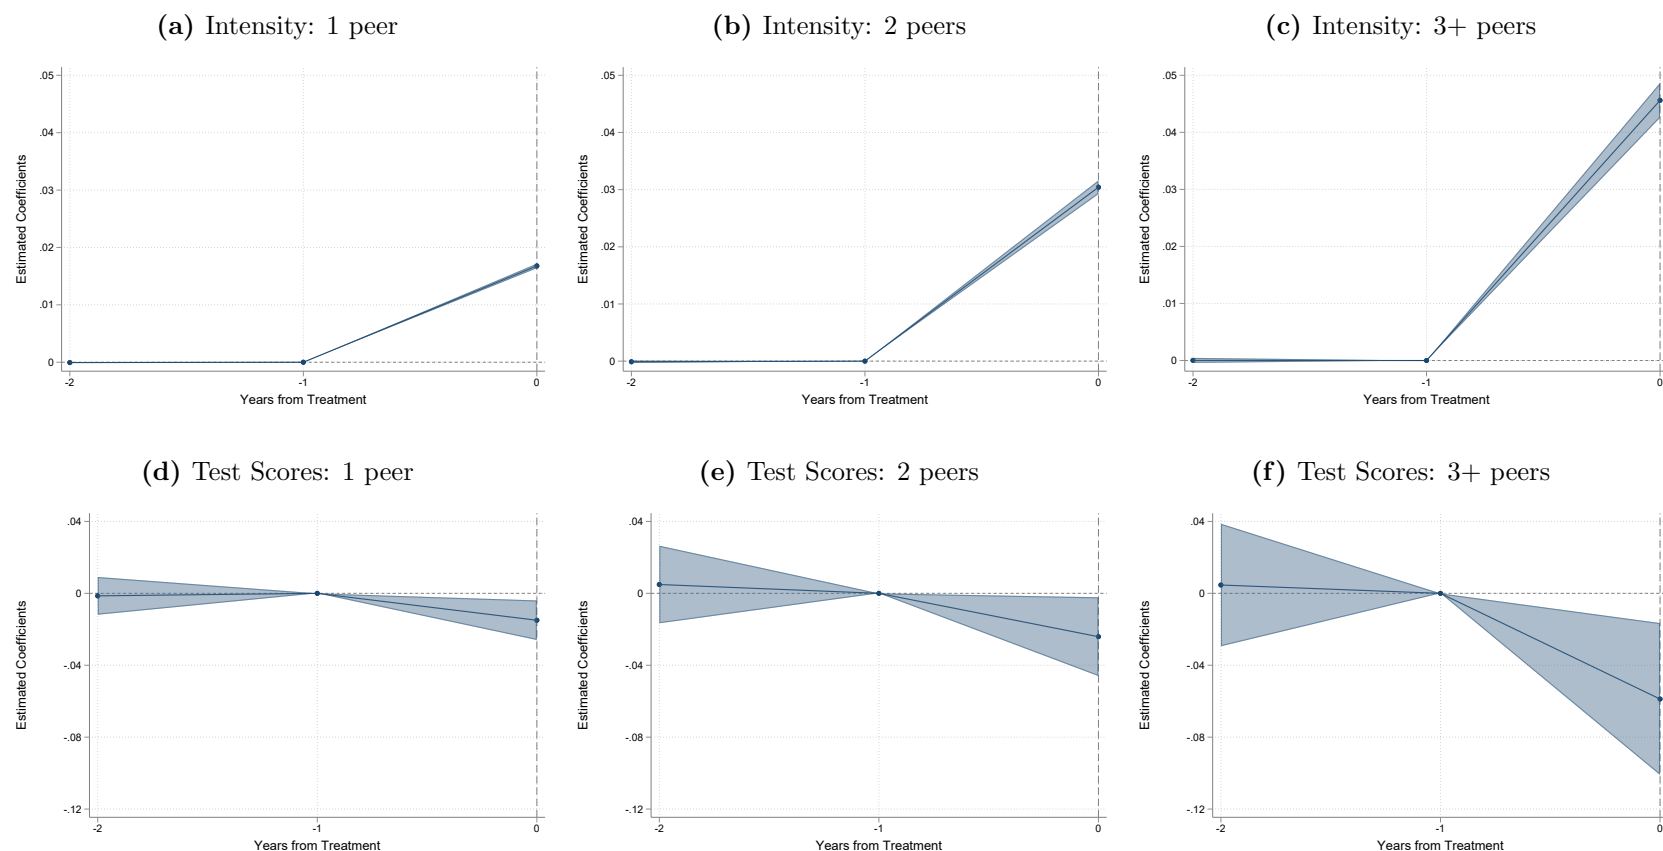 (a) Intensity: 1 peer
.05
.04
.03
.02
.01
0
-2
-1
0
Estimated Coefficients
Years from Treatment
(b) Intensity: 2 peers
.05
.04
.03
.02
.01
0
-2
-1
0
Estimated Coefficients
Years from Treatment
(c) Intensity: 3+ peers
.05
.04
.03
.02
.01
0
-2
-1
0
Estimated Coefficients
Years from Treatment
(d) Test Scores: 1 peer
.04
0
-.04
-.08
-.12
-2
-1
0
Estimated Coefficients
Years from Treatment
(e) Test Scores: 2 peers
.04
0
-.04
-.08
-.12
-2
-1
0
Estimated Coefficients
Years from Treatment
(f) Test Scores: 3+ peers
.04
0
-.04
-.08
-.12
-2
-1
0
Estimated Coefficients
Years from Treatment